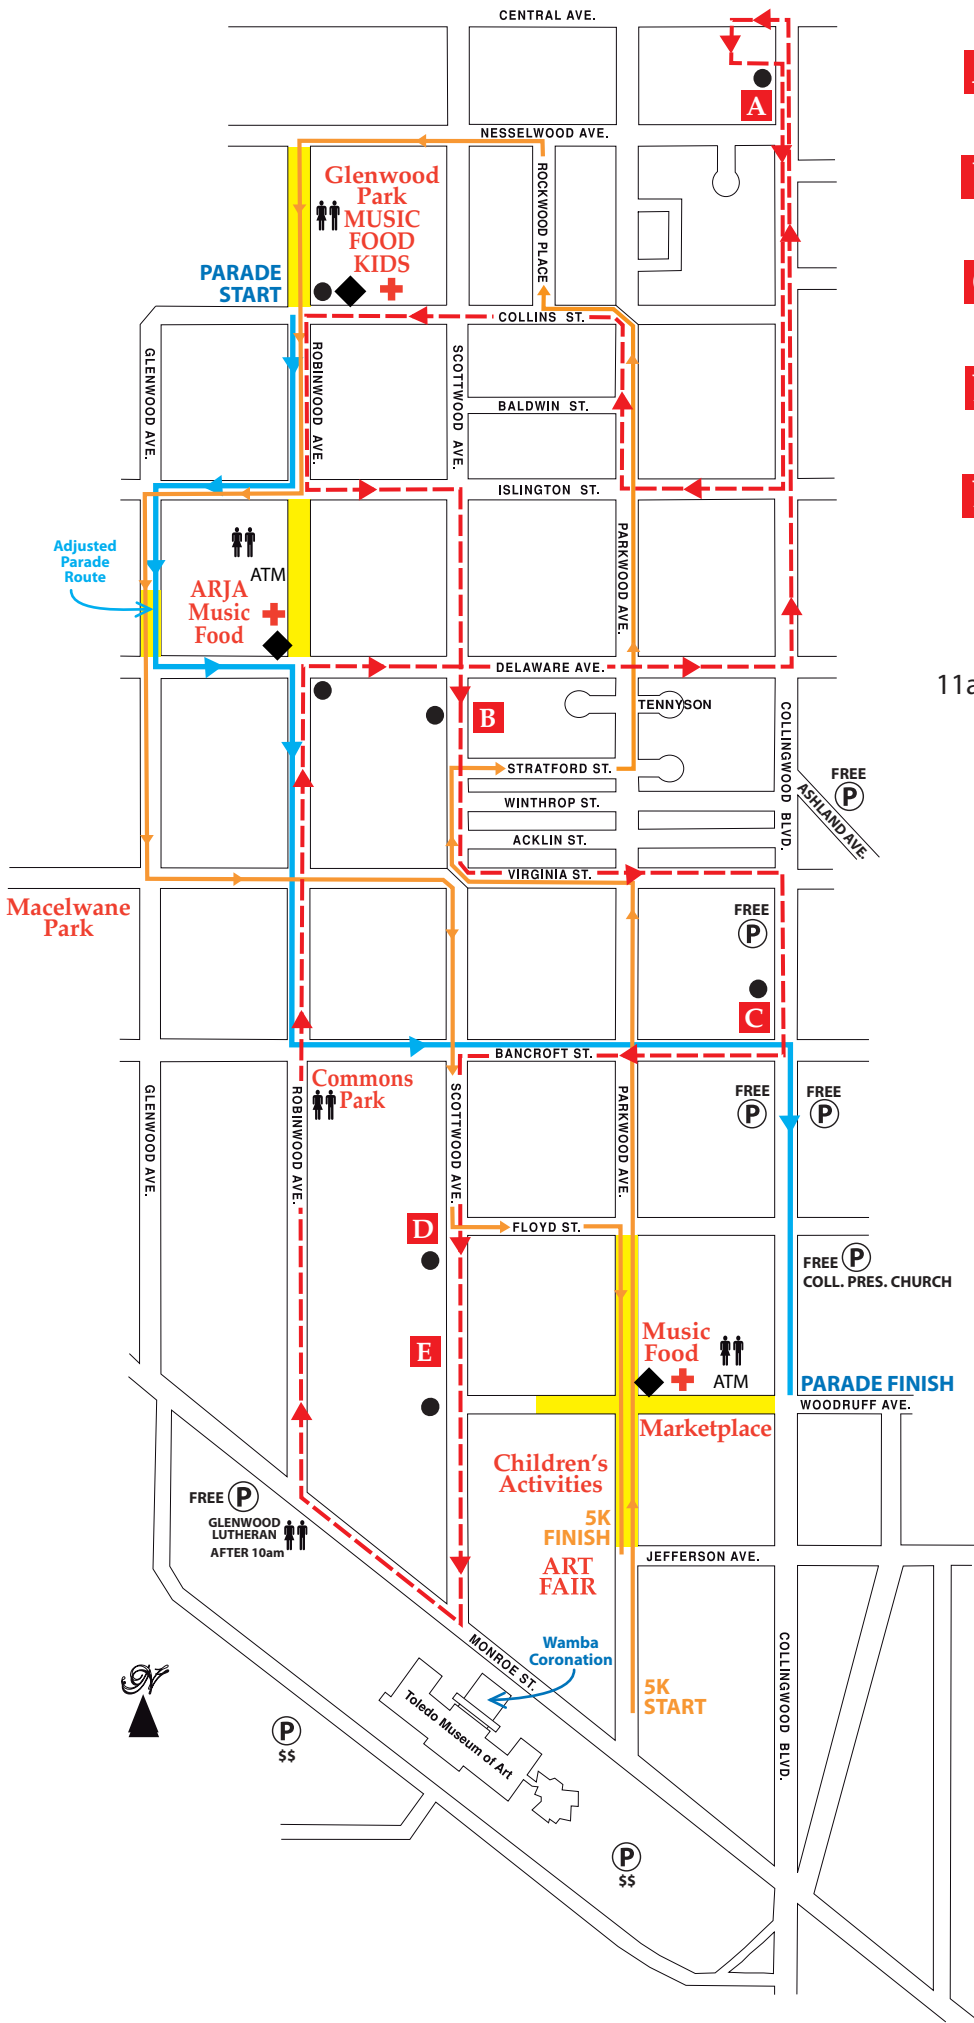 CENTRAL AVE.
A
NESSELWOOD AVE.
Glenwood
Park
MUSIC
FOOD
KIDS
ROCKWOOD PLACE
PARADE
START
COLLINS ST.
GLENWOOD AVE.
ROBINWOOD AVE.
SCOTTWOOD AVE.
BALDWIN ST.
ISLINGTON ST.
PARKWOOD AVE.
Adjusted
Parade
Route
ATM
ARJA
Music
Food
DELAWARE AVE.
11a
B
TENNYSON
COLLINGWOOD BLVD.
STRATFORD ST.
FREE
P
ASHLAND AVE.
WINTHROP ST.
ACKLIN ST.
VIRGINIA ST.
Macelwane
Park
FREE
P
C
BANCROFT ST.
Commons
Park
GLENWOOD AVE.
ROBINWOOD AVE.
SCOTTWOOD AVE.
PARKWOOD AVE.
FREE
P
FREE
P
D
FLOYD ST.
FREE P
COLL. PRES. CHURCH
E
Music
Food
ATM
PARADE FINISH
WOODRUFF AVE.
Marketplace
Children's
Activities
FREE P
GLENWOOD
LUTHERAN
AFTER 10am
5K
FINISH
ART
FAIR
JEFFERSON AVE.
MONROE ST.
Wamba
Coronation
COLLINGWOOD BLVD.
N
Toledo Museum of Art
5K
START
P
$$
P
$$